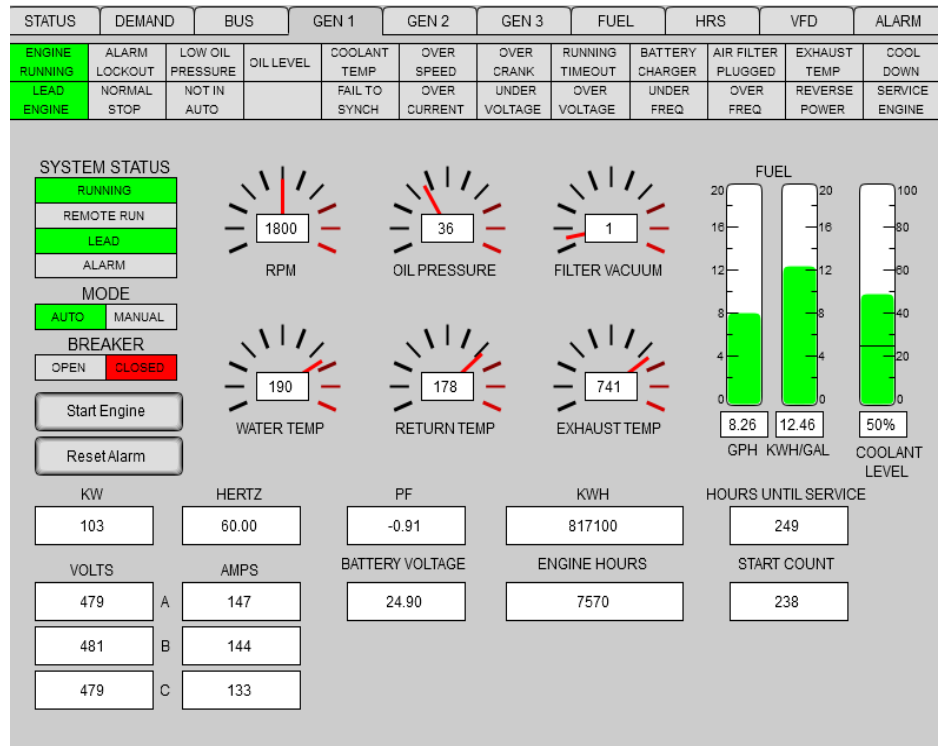 STATUS DEMAND BUS GEN 1 GEN 2 GEN 3 FUEL HRS VFD ALARM
ENGINE ALARM LOW OIL OIL LEVEL COOLANT OVER OVER RUNNING BATTERY AIR FILTER EXHAUST COOL
RUNNING LOCKOUT PRESSURE TEMP SPEED CRANK TIMEOUT CHARGER PLUGGED TEMP DOWN
LEAD NORMAL NOT IN FAIL TO OVER UNDER OVER UNDER OVER REVERSE SERVICE
ENGINE STOP AUTO SYNCH CURRENT VOLTAGE VOLTAGE FREQ FREQ POWER ENGINE
SYSTEM STATUS
RUNNING
REMOTE RUN
LEAD
ALARM
MODE
AUTO MANUAL
BREAKER
OPEN CLOSED
Start Engine
Reset Alarm
1800
RPM
36
OIL PRESSURE
1
FILTER VACUUM
190
WATER TEMP
178
RETURN TEMP
741
EXHAUST TEMP
FUEL
20 20 100
16 16 80
12 12 60
8 8 40
4 4 20
0 0 0
8.26 12.46 50%
GPH KWH/GAL COOLANT
LEVEL
KW HERTZ PF KWH HOURS UNTIL SERVICE
103 60.00 -0.91 817100 249
VOLTS AMPS BATTERY VOLTAGE ENGINE HOURS START COUNT
479 A 147 24.90 7570 238
481 B 144
479 C 133